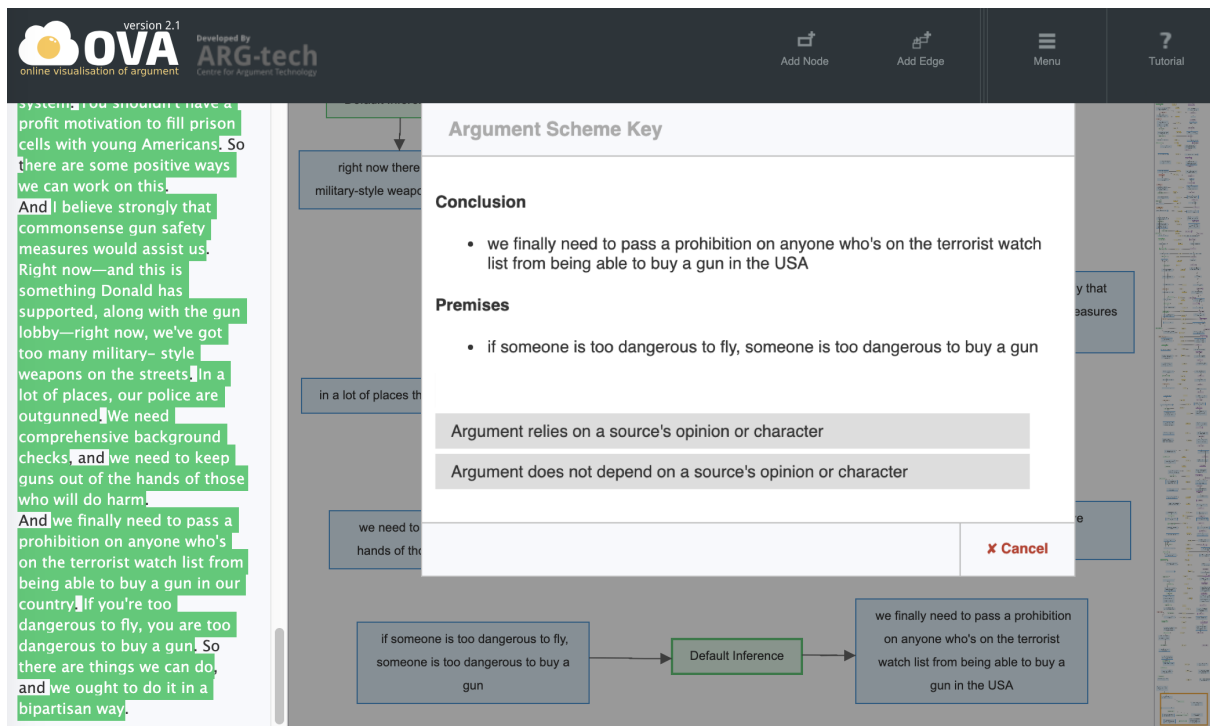 version 2.1
OVA
online visualisation of argument
Developed By
ARG-tech
Centre for Argument Technology
Add Node
Add Edge
Menu
?
Tutorial
system. You shouldn't have a
profit motivation to fill prison
cells with young Americans. So
there are some positive ways
we can work on this.
And I believe strongly that
commonsense gun safety
measures would assist us.
Right now—and this is
something Donald has
supported, along with the gun
lobby—right now, we've got
too many military– style
weapons on the streets. In a
lot of places, our police are
outgunned. We need
comprehensive background
checks, and we need to keep
guns out of the hands of those
who will do harm.
And we finally need to pass a
prohibition on anyone who's
on the terrorist watch list from
being able to buy a gun in our
country. If you're too
dangerous to fly, you are too
dangerous to buy a gun. So
there are things we can do,
and we ought to do it in a
bipartisan way.
right now there
military-style weapo
in a lot of places th
we need to
hands of tho
y that
easures
e
Argument Scheme Key
Conclusion
• we finally need to pass a prohibition on anyone who's on the terrorist watch
list from being able to buy a gun in the USA
Premises
• if someone is too dangerous to fly, someone is too dangerous to buy a gun
Argument relies on a source's opinion or character
Argument does not depend on a source's opinion or character
✘ Cancel
if someone is too dangerous to fly,
someone is too dangerous to buy a
gun
Default Inference
we finally need to pass a prohibition
on anyone who's on the terrorist
watch list from being able to buy a
gun in the USA